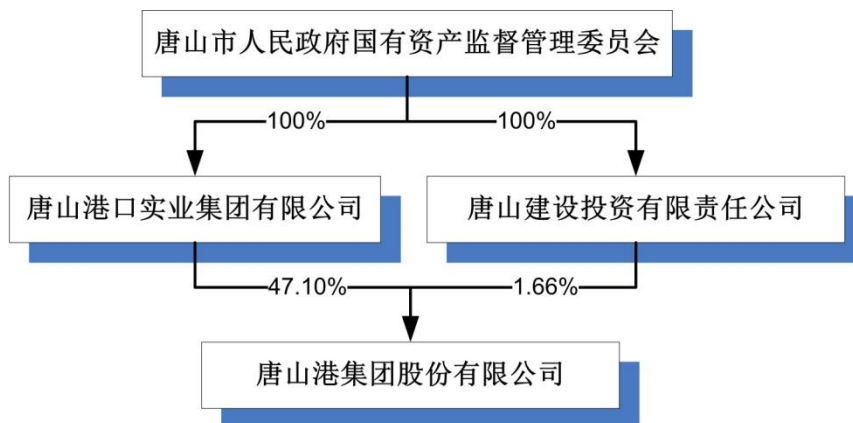 唐山市人民政府国有资产监督管理委员会
100%
100%
唐山港口实业集团有限公司
唐山建设投资有限责任公司
47.10%
1.66%
唐山港集团股份有限公司